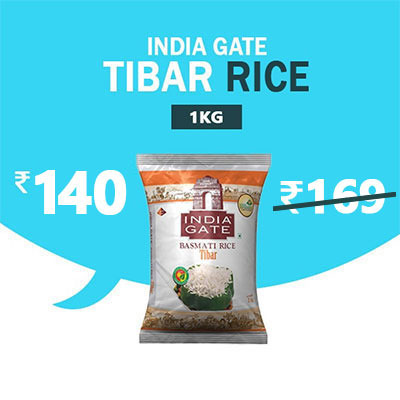 INDIA GATE
TIBAR RICE
1KG
₹140
₹169
INDIA
GATE
BASMATI RICE
Tibar